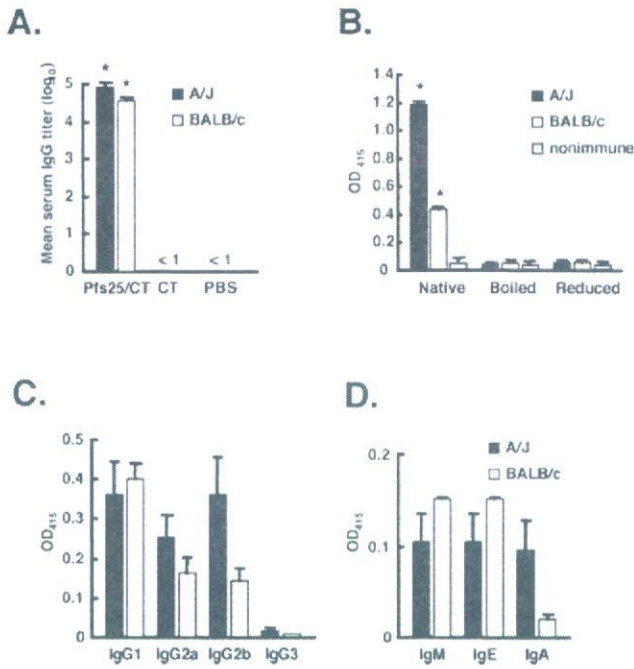 A.
Mean serum IgG titer (log10)
5
4
3
2
1
0
* *
A/J
BALB/c
< 1 < 1
Pfs25/CT CT PBS
B.
OD 415
1.4
1.2
1.0
0.8
0.6
0.4
0.2
0
*
*
A/J
BALB/c
nonimmune
Native Boiled Reduced
C.
OD415
0.5
0.4
0.3
0.2
0.1
0
IgG1 IgG2a IgG2b IgG3
D.
OD415
0.2
0.1
0
A/J
BALB/c
IgM IgE IgA